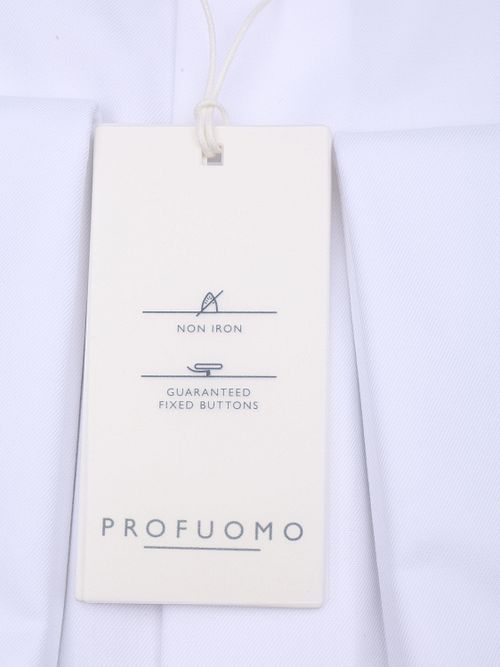 NON IRON
GUARANTEED
FIXED BUTTONS
PROFUOMO